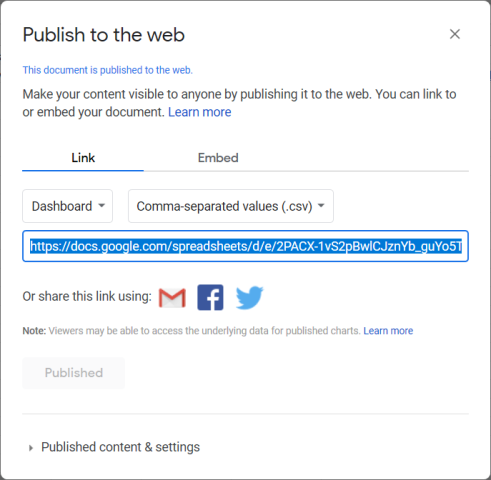 Publish to the web
This document is published to the web.
Make your content visible to anyone by publishing it to the web. You can link to
or embed your document. Learn more
Link Embed
Dashboard Comma-separated values (.csv)
https://docs.google.com/spreadsheets/d/e/2PACX-1vS2pBwlCJznYb_guYo5T
Or share this link using:
Note: Viewers may be able to access the underlying data for published charts. Learn more
Published
Published content & settings